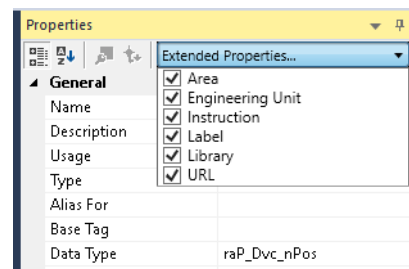 Properties
Extended Properties...
Area
Engineering Unit
Instruction
Label
Library
URL
General
Name
Description
Usage
Type
Alias For
Base Tag
Data Type raP_Dvc_nPos